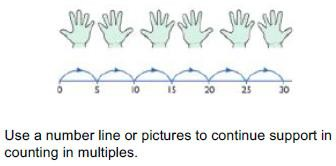 0 5 10 15 20 25 30
Use a number line or pictures to continue support in
counting in multiples.